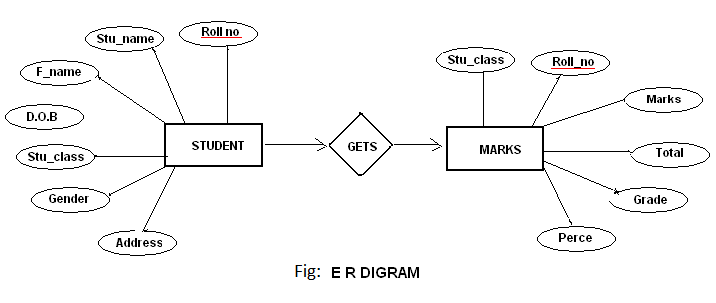 Stu_name
Roll no
F_name
D.O.B
Stu_class
Gender
Address
STUDENT
GETS
MARKS
Stu_class
Roll_no
Marks
Total
Grade
Perce
Fig: E R DIGRAM